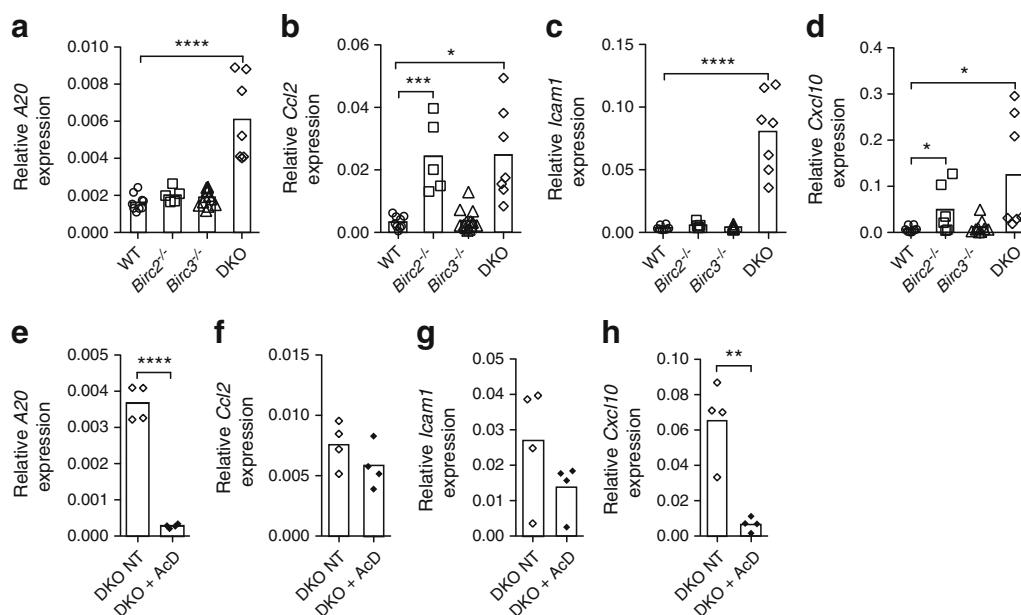 a
Relative A20
expression
0.010
0.008
0.006
0.004
0.002
0.000
****
WT
Birc2-/-
Birc3-/-
DKO
b
Relative Ccl2
expression
0.06
0.04
0.02
0.00
*
***
WT
Birc2-/-
Birc3-/-
DKO
c
Relative Icam1
expression
0.15
0.10
0.05
0.00
****
WT
Birc2-/-
Birc3-/-
DKO
d
Relative Cxcl10
expression
0.4
0.3
0.2
0.1
0.0
*
*
WT
Birc2-/-
Birc3-/-
DKO
e
Relative A20
expression
0.005
0.004
0.003
0.002
0.001
0.000
****
DKO NT
DKO + AcD
f
Relative Ccl2
expression
0.015
0.010
0.005
0.000
DKO NT
DKO + AcD
g
Relative Icam1
expression
0.05
0.04
0.03
0.02
0.01
0.00
DKO NT
DKO + AcD
h
Relative Cxcl10
expression
0.10
0.08
0.06
0.04
0.02
0.00
**
DKO NT
DKO + AcD